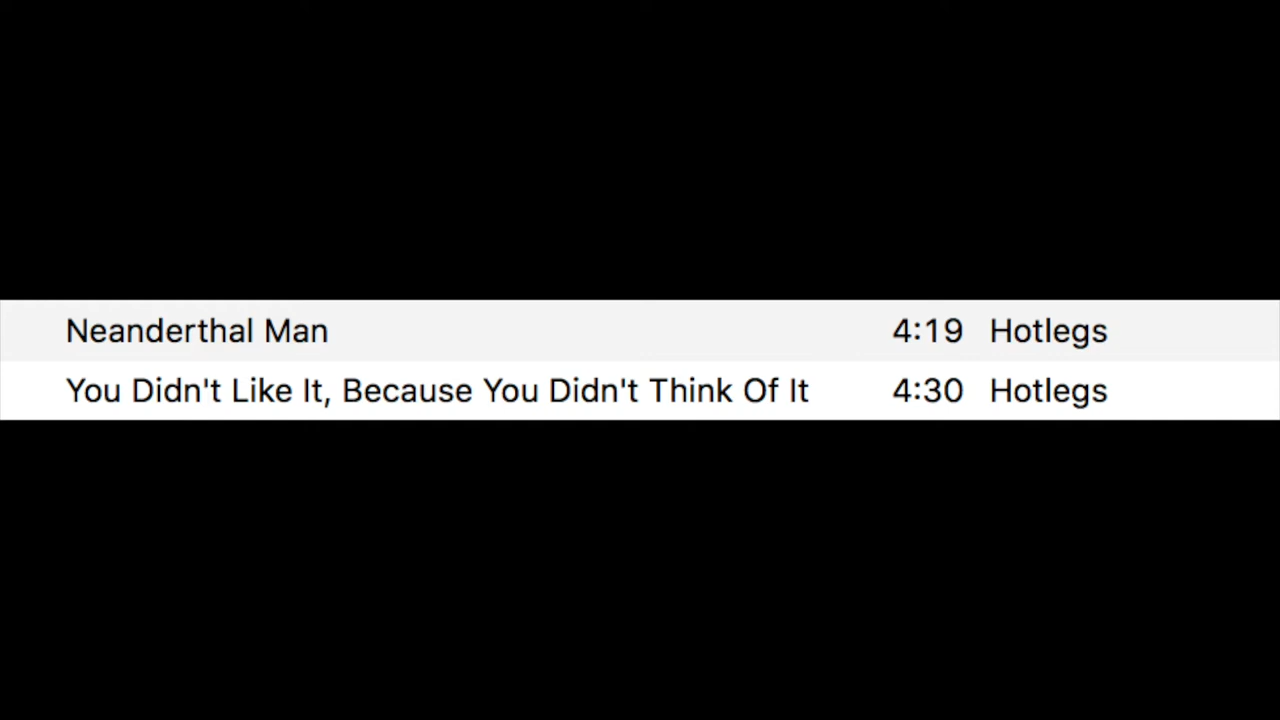 Neanderthal Man 4:19 Hotlegs
You Didn't Like It, Because You Didn't Think Of It 4:30 Hotlegs